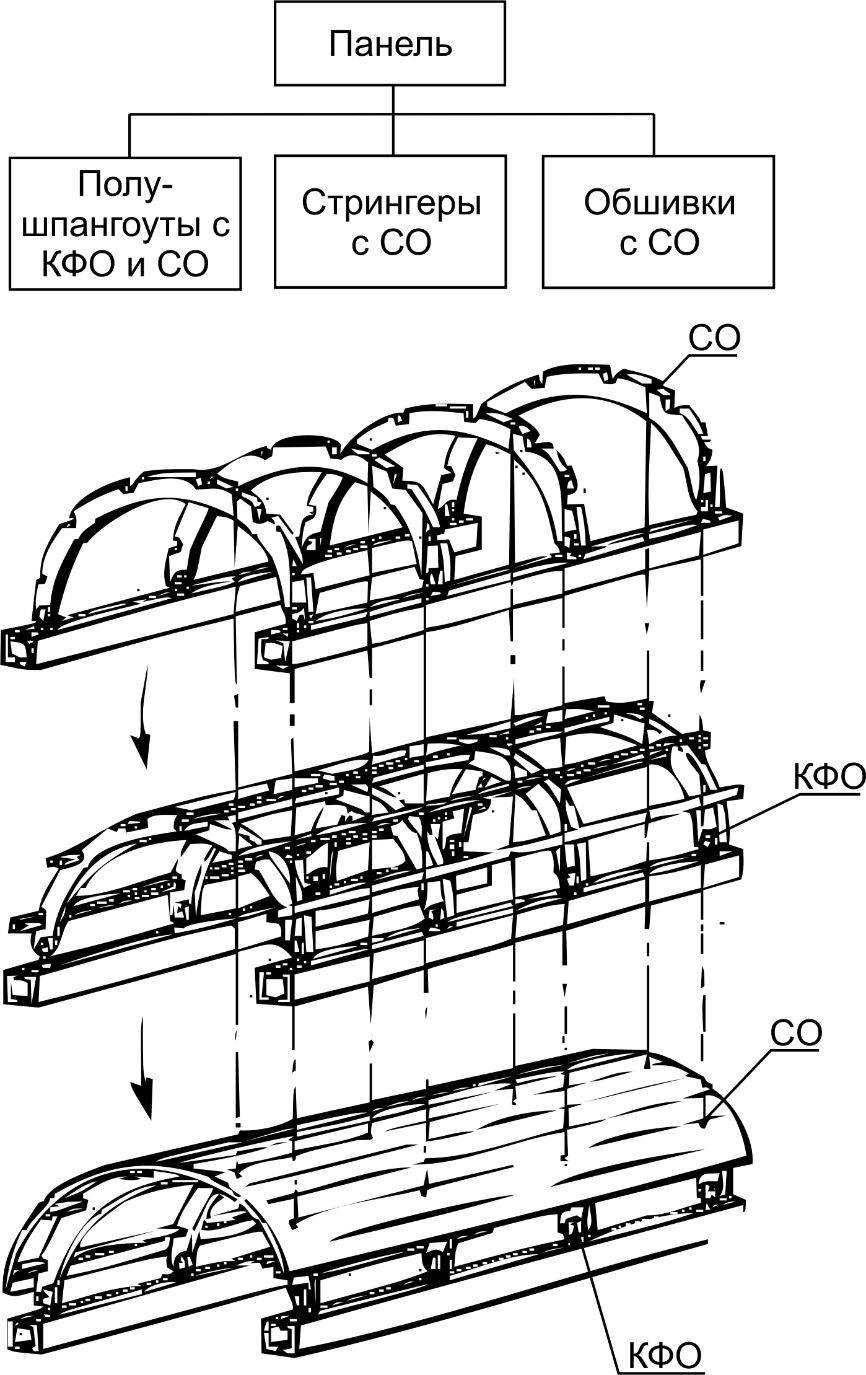 Панель
Полу-
шпангоуты с
КФО и СО
Стрингеры
с СО
Обшивки
с СО
СО
КФО
СО
КФО